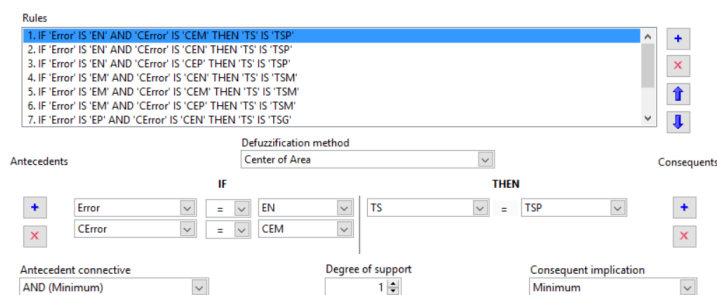 Rules
1. IF 'Error' IS 'EN' AND 'CError' IS 'CEM' THEN 'TS' IS 'TSP'
2. IF 'Error' IS 'EN' AND 'CError' IS 'CEN' THEN 'TS' IS 'TSP'
3. IF 'Error' IS 'EN' AND 'CError' IS 'CEP' THEN 'TS' IS 'TSP'
4. IF 'Error' IS 'EM' AND 'CError' IS 'CEN' THEN 'TS' IS 'TSM'
5. IF 'Error' IS 'EM' AND 'CError' IS 'CEM' THEN 'TS' IS 'TSM'
6. IF 'Error' IS 'EM' AND 'CError' IS 'CEP' THEN 'TS' IS 'TSM'
7. IF 'Error' IS 'EP' AND 'CError' IS 'CEN' THEN 'TS' IS 'TSG'
Defuzzification method
Antecedents Center of Area Consequents
IF THEN
Error = EN TS = TSP
CError = CEM
Antecedent connective Degree of support Consequent implication
AND (Minimum) 1 Minimum